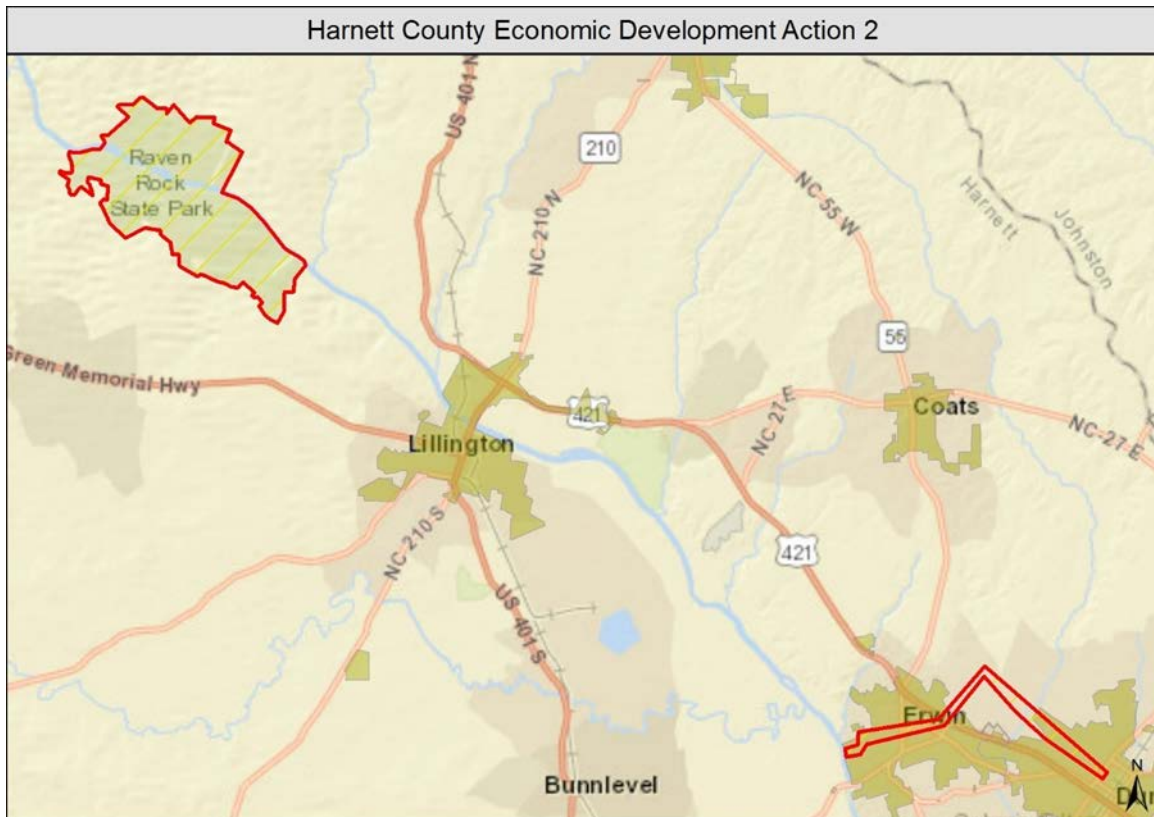 Harnett County Economic Development Action 2
US 401 N
210
Raven
Rock
State Park
NC 210 N
NC 55 W
Harnett
Johnston
55
Green Memorial Hwy
421
NC 27 E
Coats
NC 27 E
Lillington
NC 210 S
421
US 401 S
Erwin
Bunnlevel
N